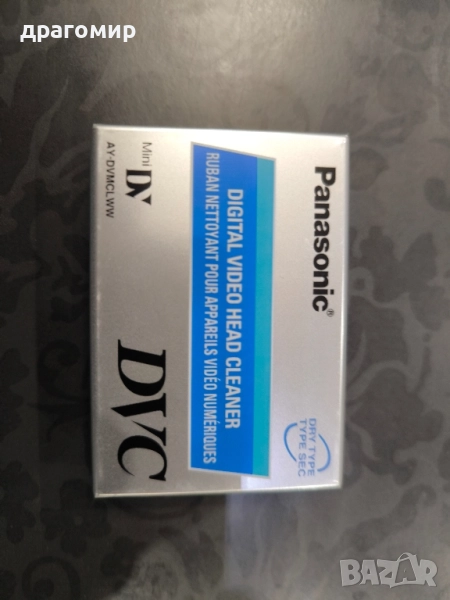 драгомир
Panasonic®
DRY TYPE
TYPE SEC
DIGITAL VIDEO HEAD CLEANER
RUBAN NETTOYANT POUR APPAREILS VIDÉO NUMÉRIQUES
Mini DV
AY-DVMCLWW
DVC
BAZAR